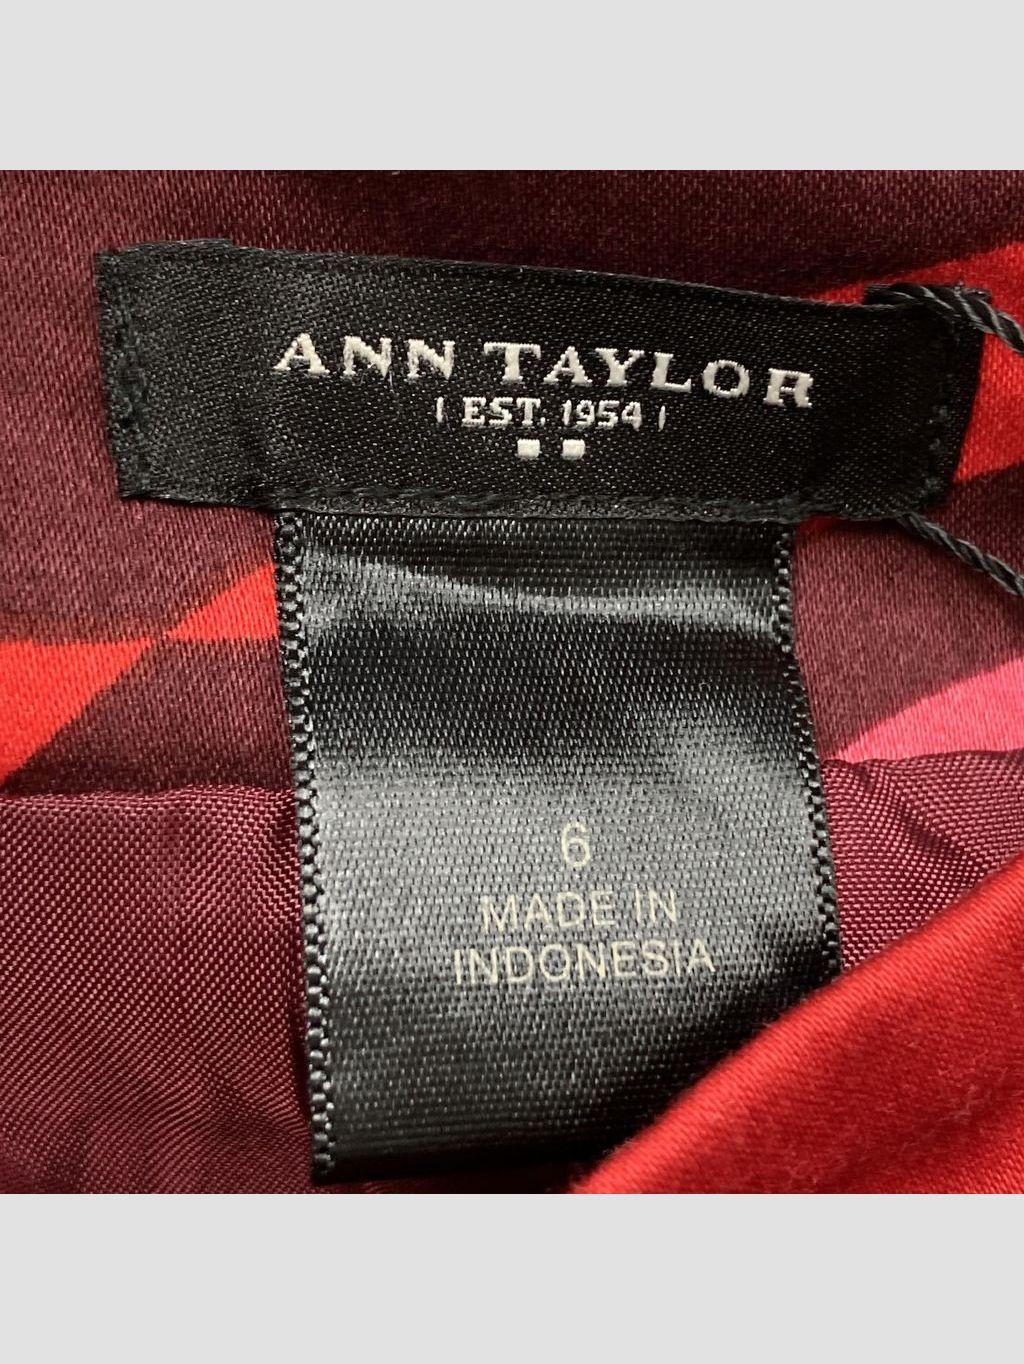 ANN TAYLOR
| EST. 1954 |
6
MADE IN
INDONESIA